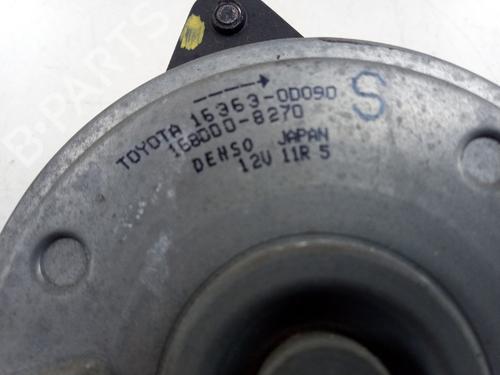 TOYOTA 16363-0D090 S
168000-8270
DENSO JAPAN
12V 11R 5
B-PARTS